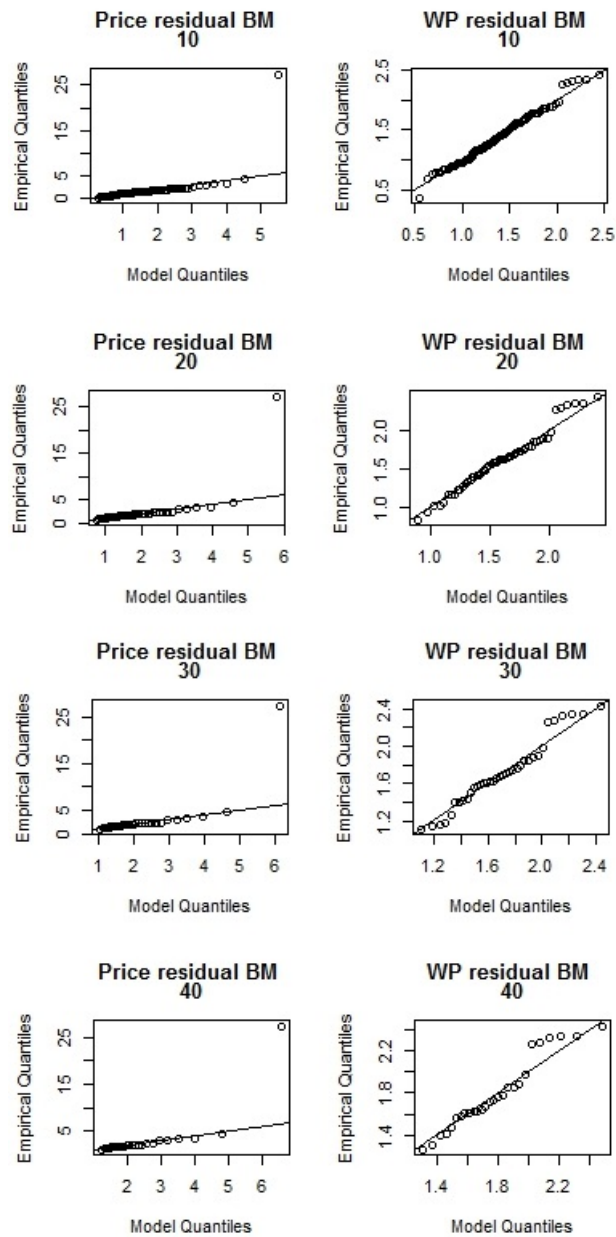 Price residual BM
10
Empirical Quantiles
25
15
5
0
1 2 3 4 5
Model Quantiles
WP residual BM
10
Empirical Quantiles
2.5
1.5
0.5
0.5 1.0 1.5 2.0 2.5
Model Quantiles
Price residual BM
20
Empirical Quantiles
25
15
5
0
1 2 3 4 5 6
Model Quantiles
WP residual BM
20
Empirical Quantiles
2.0
1.5
1.0
1.0 1.5 2.0
Model Quantiles
Price residual BM
30
Empirical Quantiles
25
15
5
0
1 2 3 4 5 6
Model Quantiles
WP residual BM
30
Empirical Quantiles
2.4
2.0
1.6
1.2
1.2 1.6 2.0 2.4
Model Quantiles
Price residual BM
40
Empirical Quantiles
25
15
5
2 3 4 5 6
Model Quantiles
WP residual BM
40
Empirical Quantiles
2.2
1.8
1.4
1.4 1.8 2.2
Model Quantiles